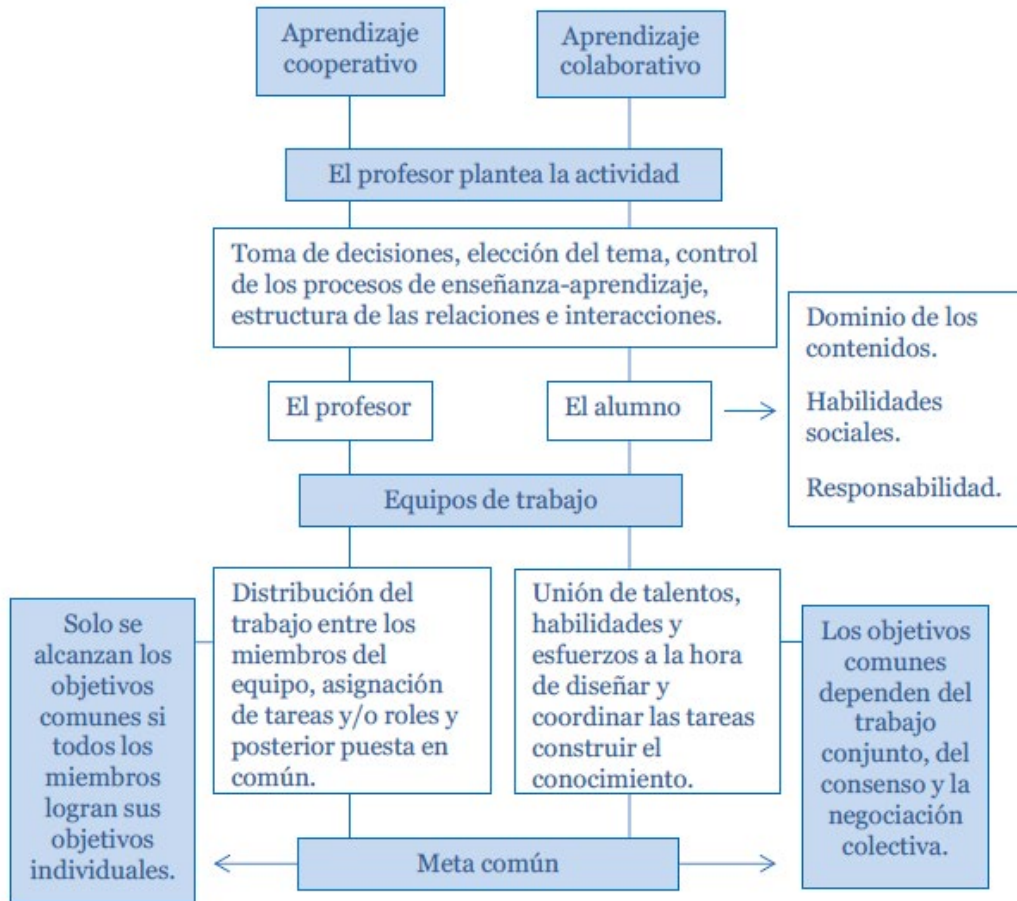 Aprendizaje
cooperativo
Aprendizaje
colaborativo
El profesor plantea la actividad
Toma de decisiones, elección del tema, control
de los procesos de enseñanza-aprendizaje,
estructura de las relaciones e interacciones.
El profesor
El alumno
Dominio de los
contenidos.
Habilidades
sociales.
Responsabilidad.
Equipos de trabajo
Solo se
alcanzan los
objetivos
comunes si
todos los
miembros
logran sus
objetivos
individuales.
Distribución del
trabajo entre los
miembros del
equipo, asignación
de tareas y/o roles y
posterior puesta en
común.
Unión de talentos,
habilidades y
esfuerzos a la hora
de diseñar y
coordinar las tareas
construir el
conocimiento.
Los objetivos
comunes
dependen del
trabajo
conjunto, del
consenso y la
negociación
colectiva.
Meta común